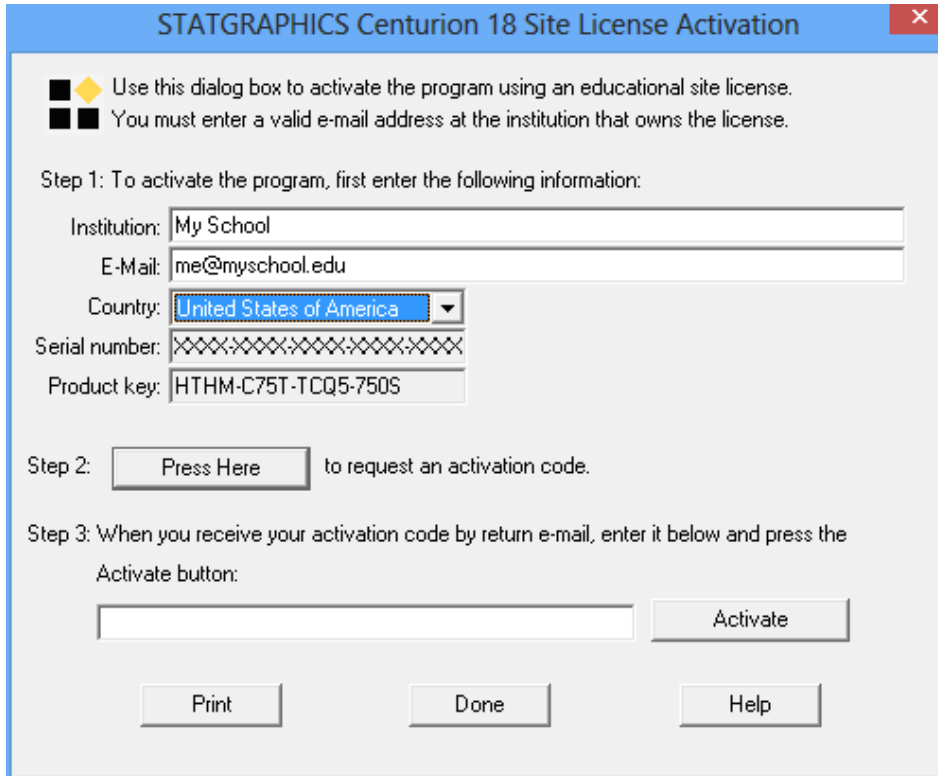 STATGRAPHICS Centurion 18 Site License Activation
Use this dialog box to activate the program using an educational site license.
You must enter a valid e-mail address at the institution that owns the license.
Step 1: To activate the program, first enter the following information:
Institution: My School
E-Mail: me@myschool.edu
Country: United States of America
Serial number: XXXX-XXXX-XXXX-XXXX-XXXX
Product key: HTHM-C75T-TCQ5-750S
Step 2: Press Here to request an activation code.
Step 3: When you receive your activation code by return e-mail, enter it below and press the
Activate button:
Activate
Print Done Help